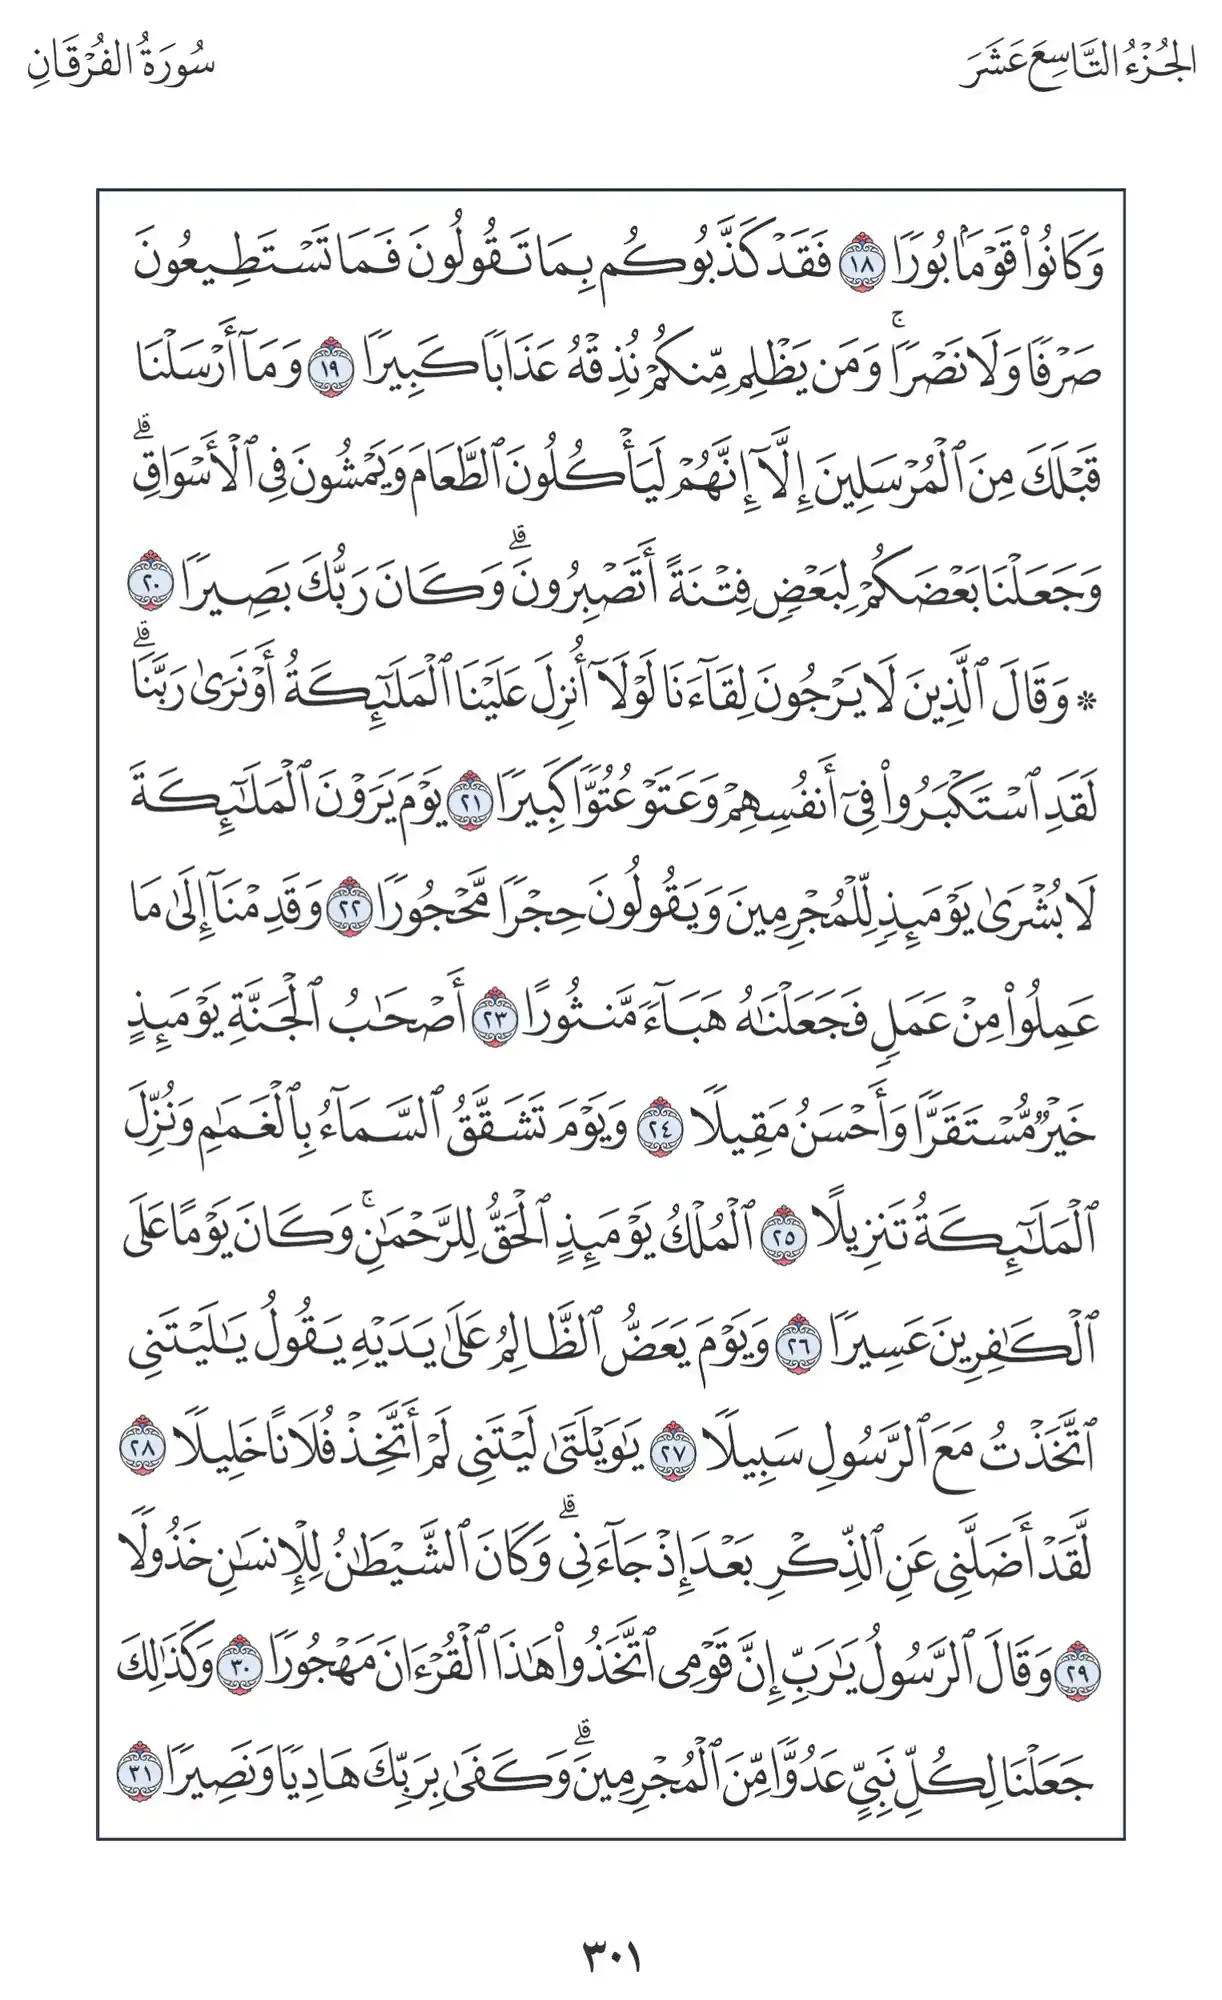 الجُزْءُ التَّاسِعَ عَشَرَ
سُورَةُ الفُرْقَانِ
وَكَانُوا۟ قَوْمَۢا بُورًا ١٨ فَقَدْ كَذَّبُوكُم بِمَا تَقُولُونَ فَمَا تَسْتَطِيعُونَ
صَرْفًا وَلَا نَصْرًا ۚ وَمَن يَظْلِم مِّنكُمْ نُذِقْهُ عَذَابًا كَبِيرًا ١٩ وَمَآ أَرْسَلْنَا
قَبْلَكَ مِنَ ٱلْمُرْسَلِينَ إِلَّآ إِنَّهُمْ لَيَأْكُلُونَ ٱلطَّعَامَ وَيَمْشُونَ فِى ٱلْأَسْوَاقِ ۗ
وَجَعَلْنَا بَعْضَكُمْ لِبَعْضٍ فِتْنَةً أَتَصْبِرُونَ ۗ وَكَانَ رَبُّكَ بَصِيرًا ٢٠
* وَقَالَ ٱلَّذِينَ لَا يَرْجُونَ لِقَآءَنَا لَوْلَآ أُنزِلَ عَلَيْنَا ٱلْمَلَٰٓئِكَةُ أَوْ نَرَىٰ رَبَّنَا ۗ
لَقَدِ ٱسْتَكْبَرُوا۟ فِىٓ أَنفُسِهِمْ وَعَتَوْ عُتُوًّا كَبِيرًا ٢١ يَوْمَ يَرَوْنَ ٱلْمَلَٰٓئِكَةَ
لَا بُشْرَىٰ يَوْمَئِذٍ لِّلْمُجْرِمِينَ وَيَقُولُونَ حِجْرًا مَّحْجُورًا ٢٢ وَقَدِمْنَآ إِلَىٰ مَا
عَمِلُوا۟ مِنْ عَمَلٍ فَجَعَلْنَٰهُ هَبَآءً مَّنثُورًا ٢٣ أَصْحَٰبُ ٱلْجَنَّةِ يَوْمَئِذٍ
خَيْرٌ مُّسْتَقَرًّا وَأَحْسَنُ مَقِيلًا ٢٤ وَيَوْمَ تَشَقَّقُ ٱلسَّمَآءُ بِٱلْغَمَٰمِ وَنُزِّلَ
ٱلْمَلَٰٓئِكَةُ تَنزِيلًا ٢٥ ٱلْمُلْكُ يَوْمَئِذٍ ٱلْحَقُّ لِلرَّحْمَٰنِ ۚ وَكَانَ يَوْمًا عَلَى
ٱلْكَٰفِرِينَ عَسِيرًا ٢٦ وَيَوْمَ يَعَضُّ ٱلظَّالِمُ عَلَىٰ يَدَيْهِ يَقُولُ يَٰلَيْتَنِى
ٱتَّخَذْتُ مَعَ ٱلرَّسُولِ سَبِيلًا ٢٧ يَٰوَيْلَتَىٰ لَيْتَنِى لَمْ أَتَّخِذْ فُلَانًا خَلِيلًا ٢٨
لَّقَدْ أَضَلَّنِى عَنِ ٱلذِّكْرِ بَعْدَ إِذْ جَآءَنِى ۗ وَكَانَ ٱلشَّيْطَٰنُ لِلْإِنسَٰنِ خَذُولًا
٢٩ وَقَالَ ٱلرَّسُولُ يَٰرَبِّ إِنَّ قَوْمِى ٱتَّخَذُوا۟ هَٰذَا ٱلْقُرْءَانَ مَهْجُورًا ٣٠ وَكَذَٰلِكَ
جَعَلْنَا لِكُلِّ نَبِىٍّ عَدُوًّا مِّنَ ٱلْمُجْرِمِينَ ۗ وَكَفَىٰ بِرَبِّكَ هَادِيًا وَنَصِيرًا ٣١
٣٠١